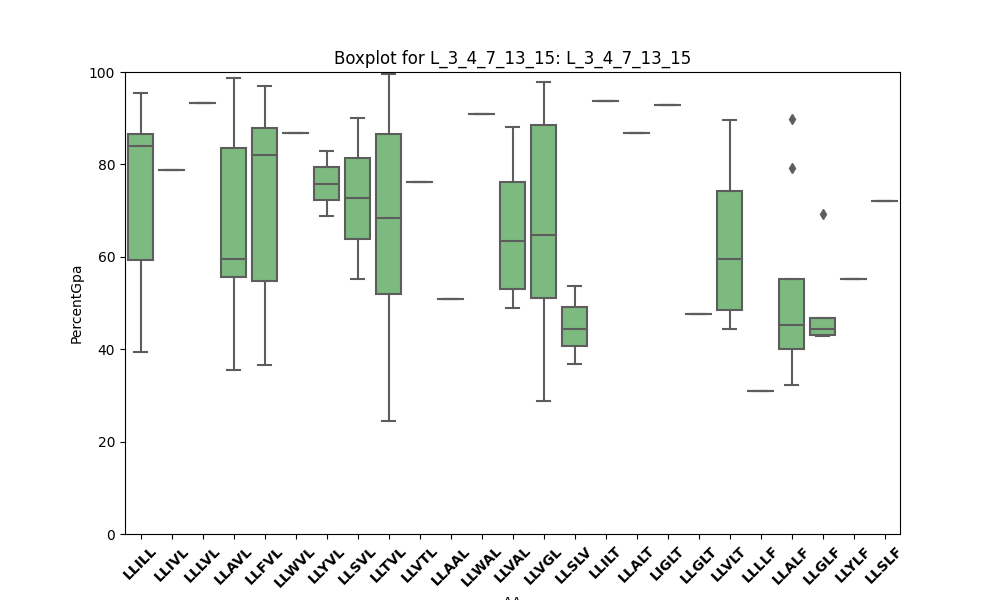 Boxplot for L_3_4_7_13_15: L_3_4_7_13_15
PercentGpa
100
80
60
40
20
0
LLILL
LLIVL
LLLVL
LLAVL
LLFVL
LLWVL
LLYVL
LLSVL
LLTVL
LLVTL
LLAAL
LLWAL
LLVAL
LLVGL
LLSLV
LLILT
LLALT
LIGLT
LLGLT
LLVLT
LLLLF
LLALF
LLGLF
LLYLF
LLSLF
AA